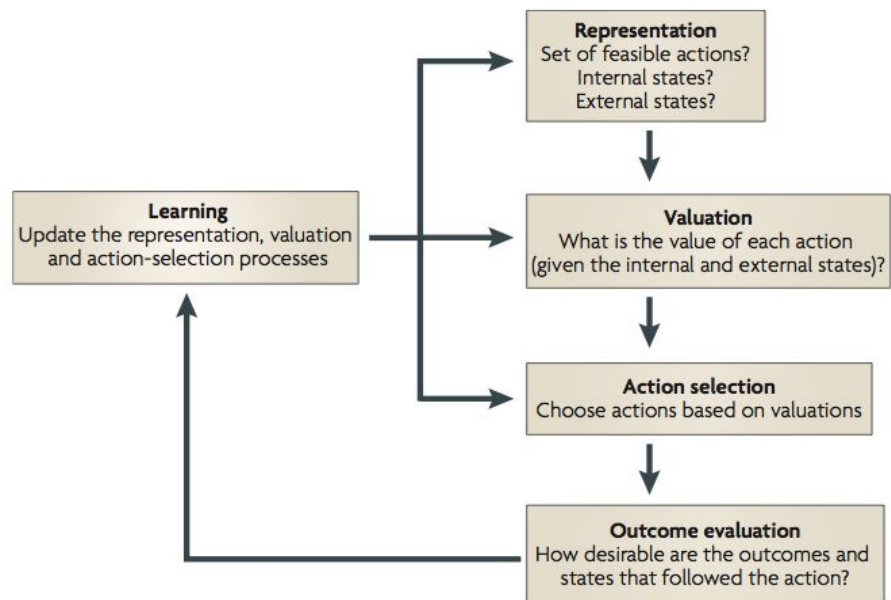 Representation
Set of feasible actions?
Internal states?
External states?
Learning
Update the representation, valuation
and action-selection processes
Valuation
What is the value of each action
(given the internal and external states)?
Action selection
Choose actions based on valuations
Outcome evaluation
How desirable are the outcomes and
states that followed the action?